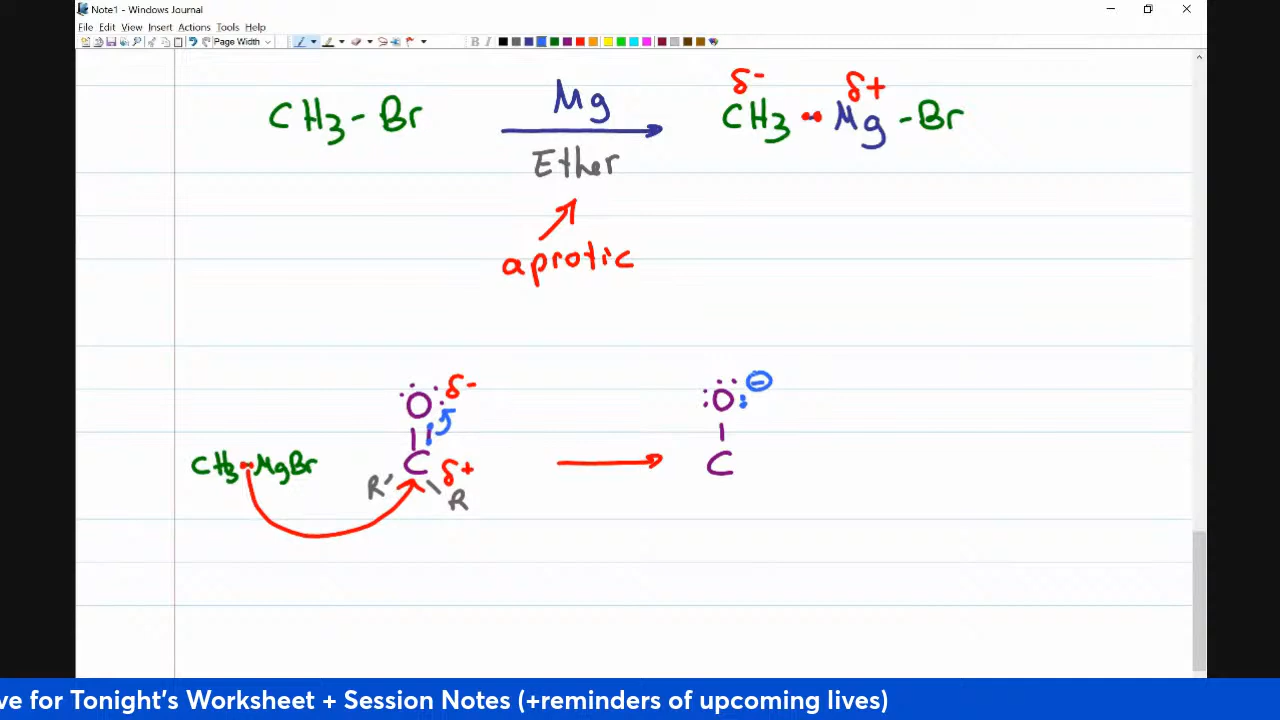 Note1 - Windows Journal
File Edit View Insert Actions Tools Help
Page Width
B I
δ- δ+
CH3 - Br Mg CH3 •• Mg - Br
Ether
aprotic
O δ- O -
CH3 •• MgBr C δ+ C
R R
ve for Tonight's Worksheet + Session Notes (+reminders of upcoming lives)